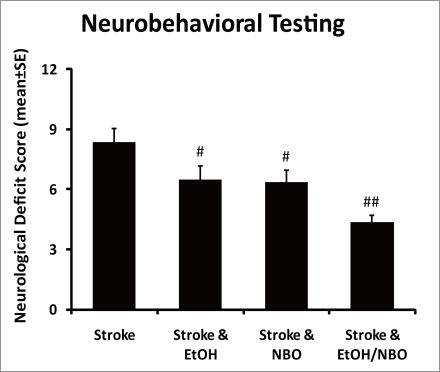 Neurobehavioral Testing
Neurological Deficit Score (mean±SE)
12
9
6
3
0
#
#
##
Stroke
Stroke &
EtOH
Stroke &
NBO
Stroke &
EtOH/NBO